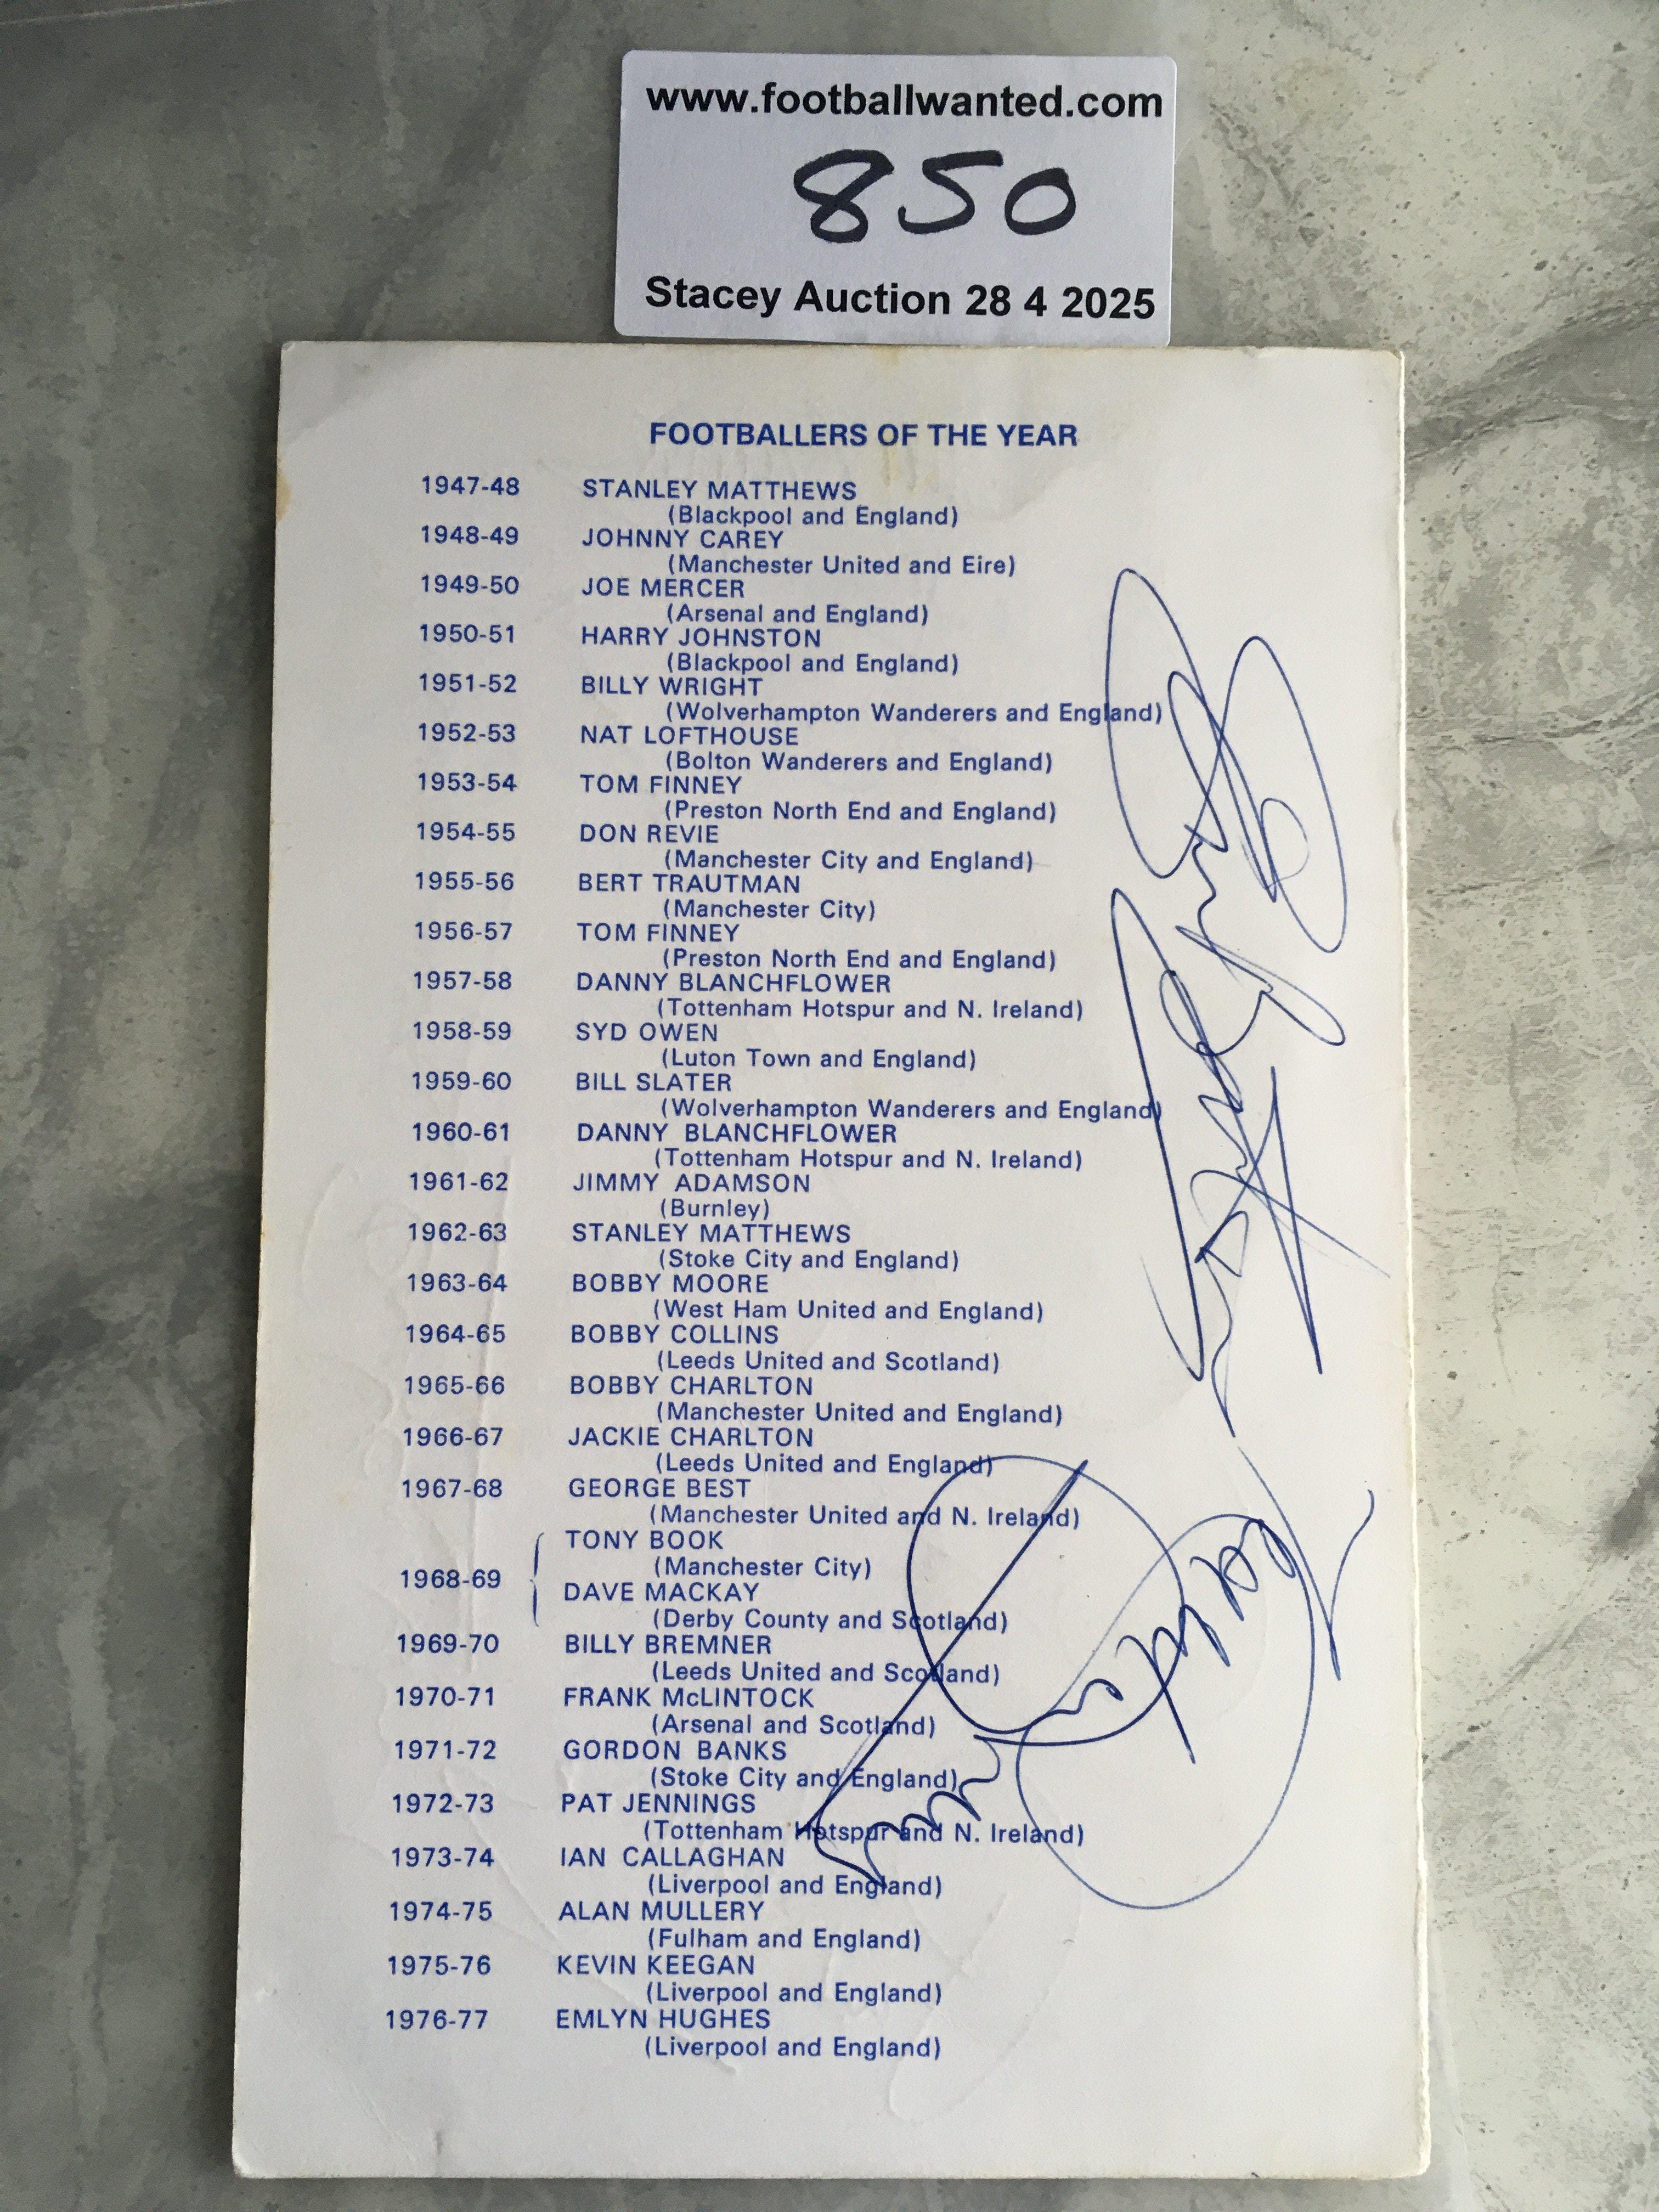 www.footballwanted.com
850
Stacey Auction 28 4 2025
FOOTBALLERS OF THE YEAR
1947-48 STANLEY MATTHEWS
(Blackpool and England)
1948-49 JOHNNY CAREY
(Manchester United and Eire)
1949-50 JOE MERCER
(Arsenal and England)
1950-51 HARRY JOHNSTON
(Blackpool and England)
1951-52 BILLY WRIGHT
(Wolverhampton Wanderers and England)
1952-53 NAT LOFTHOUSE
(Bolton Wanderers and England)
1953-54 TOM FINNEY
(Preston North End and England)
1954-55 DON REVIE
(Manchester City and England)
1955-56 BERT TRAUTMAN
(Manchester City)
1956-57 TOM FINNEY
(Preston North End and England)
1957-58 DANNY BLANCHFLOWER
(Tottenham Hotspur and N. Ireland)
1958-59 SYD OWEN
(Luton Town and England)
1959-60 BILL SLATER
(Wolverhampton Wanderers and England)
1960-61 DANNY BLANCHFLOWER
(Tottenham Hotspur and N. Ireland)
1961-62 JIMMY ADAMSON
(Burnley)
1962-63 STANLEY MATTHEWS
(Stoke City and England)
1963-64 BOBBY MOORE
(West Ham United and England)
1964-65 BOBBY COLLINS
(Leeds United and Scotland)
1965-66 BOBBY CHARLTON
(Manchester United and England)
1966-67 JACKIE CHARLTON
(Leeds United and England)
1967-68 GEORGE BEST
(Manchester United and N. Ireland)
TONY BOOK
(Manchester City)
1968-69
DAVE MACKAY
(Derby County and Scotland)
1969-70 BILLY BREMNER
(Leeds United and Scotland)
1970-71 FRANK McLINTOCK
(Arsenal and Scotland)
1971-72 GORDON BANKS
(Stoke City and England)
1972-73 PAT JENNINGS
(Tottenham Hotspur and N. Ireland)
1973-74 IAN CALLAGHAN
(Liverpool and England)
1974-75 ALAN MULLERY
(Fulham and England)
1975-76 KEVIN KEEGAN
(Liverpool and England)
1976-77 EMLYN HUGHES
(Liverpool and England)